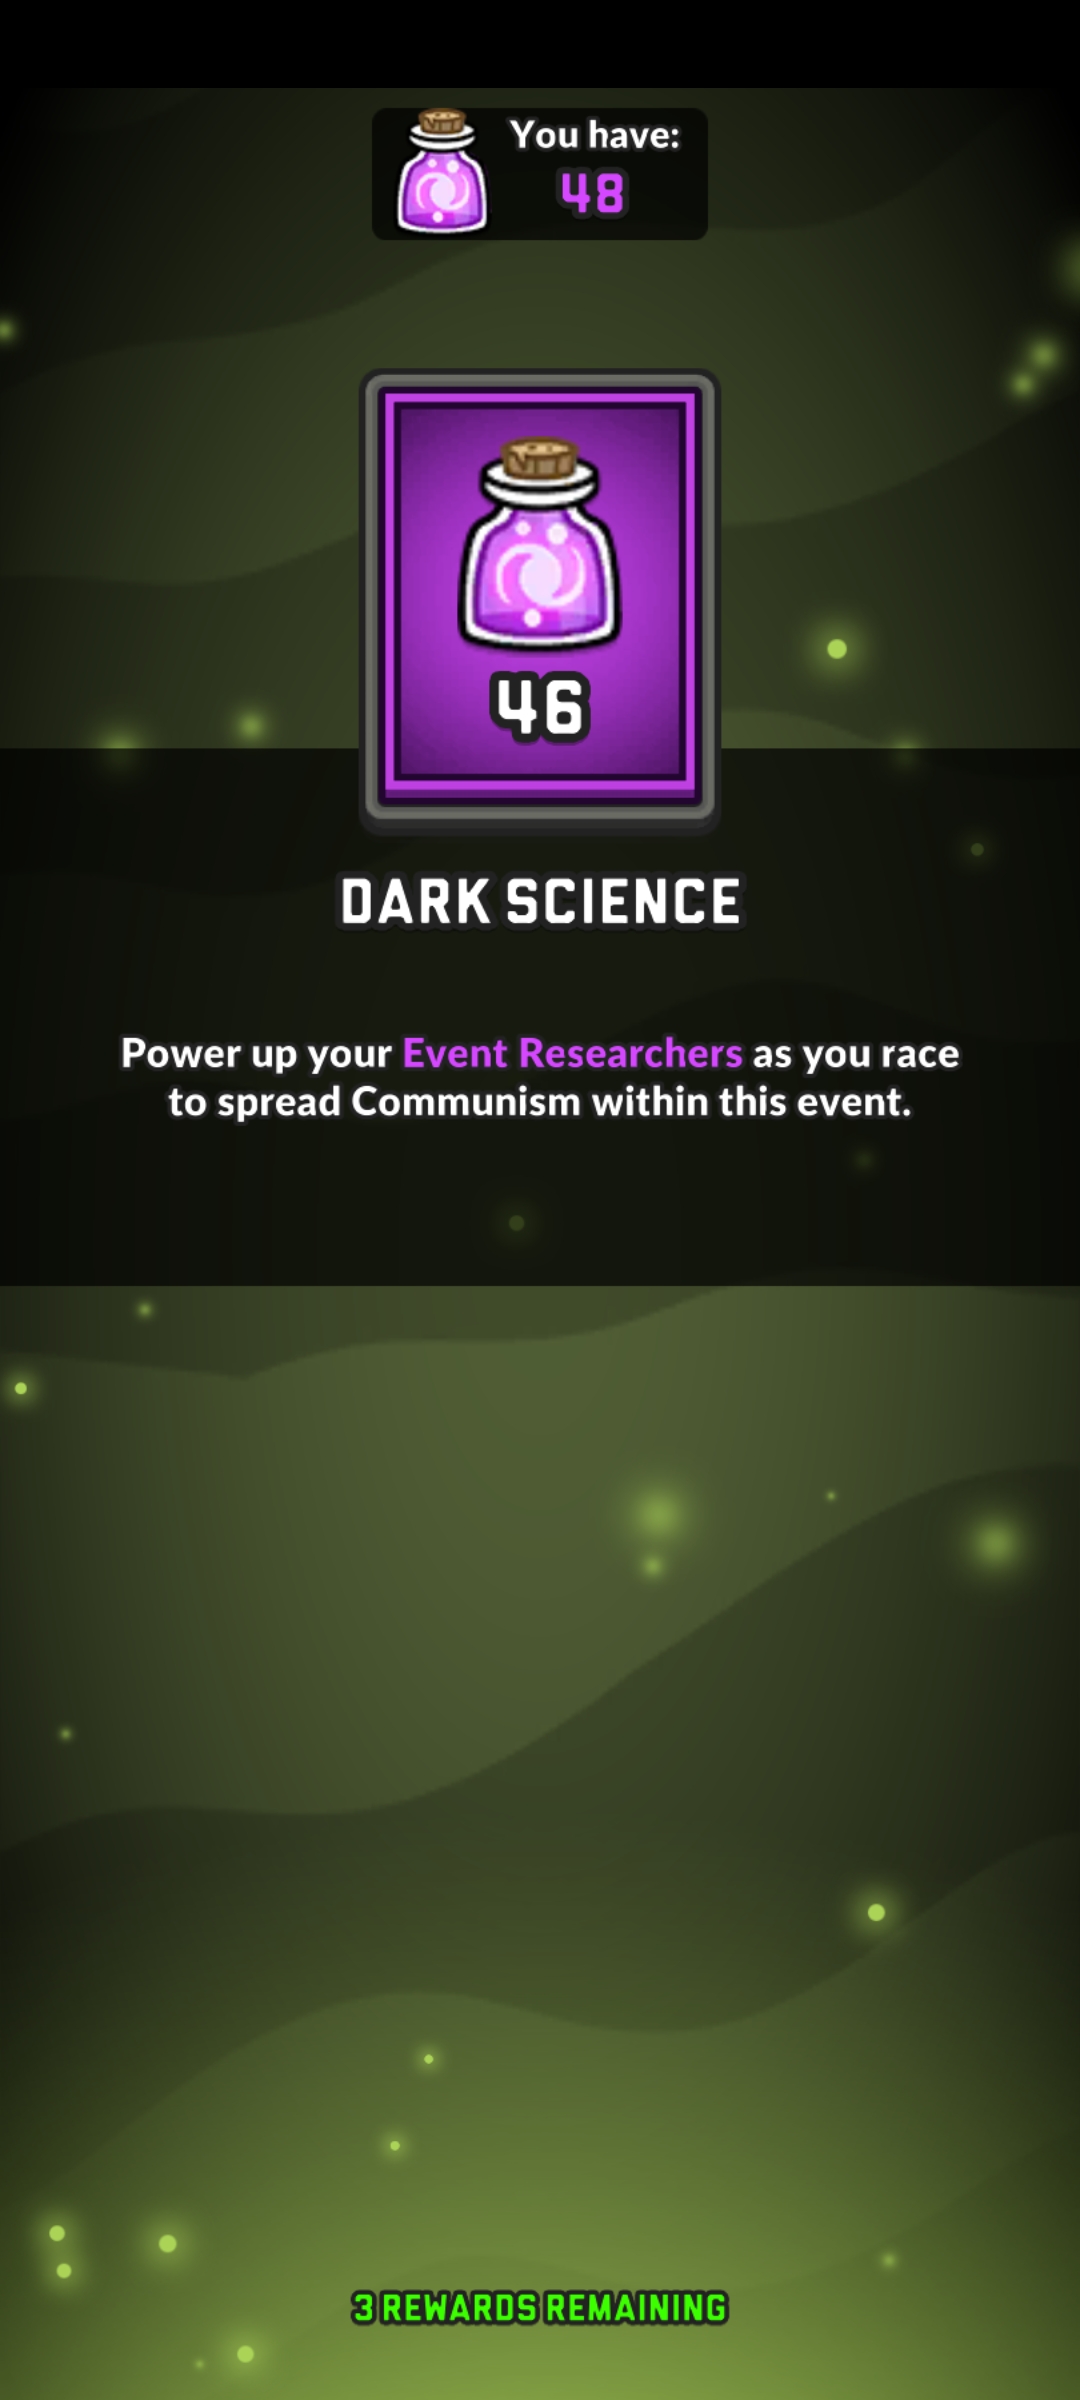 You have:
48
46
DARK SCIENCE
Power up your Event Researchers as you race
to spread Communism within this event.
3 REWARDS REMAINING